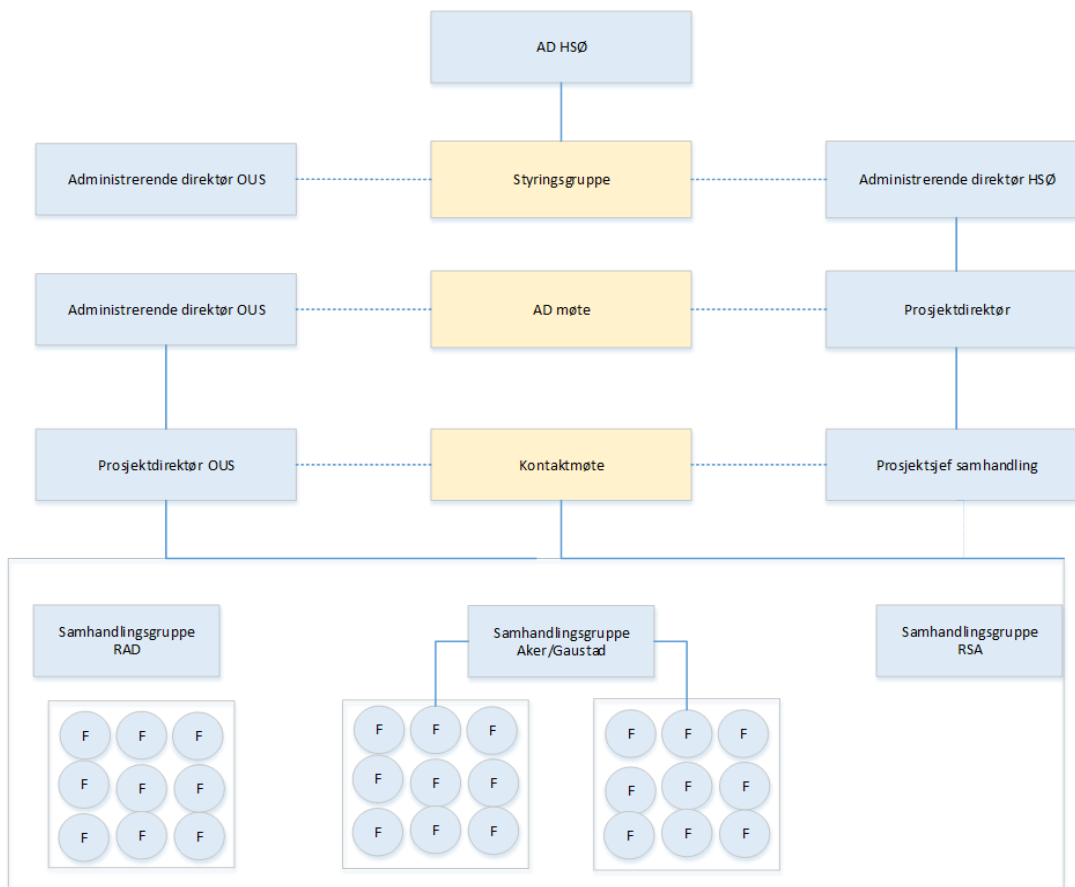 AD HSØ
Administrerende direktør OUS
Styringsgruppe
Administrerende direktør HSØ
Administrerende direktør OUS
AD møte
Prosjektdirektør
Prosjektdirektør OUS
Kontaktmøte
Prosjektsjef samhandling
Samhandlingsgruppe
RAD
Samhandlingsgruppe
Aker/Gaustad
Samhandlingsgruppe
RSA
F F F
F F F
F F F
F F F
F F F
F F F
F F F
F F F
F F F